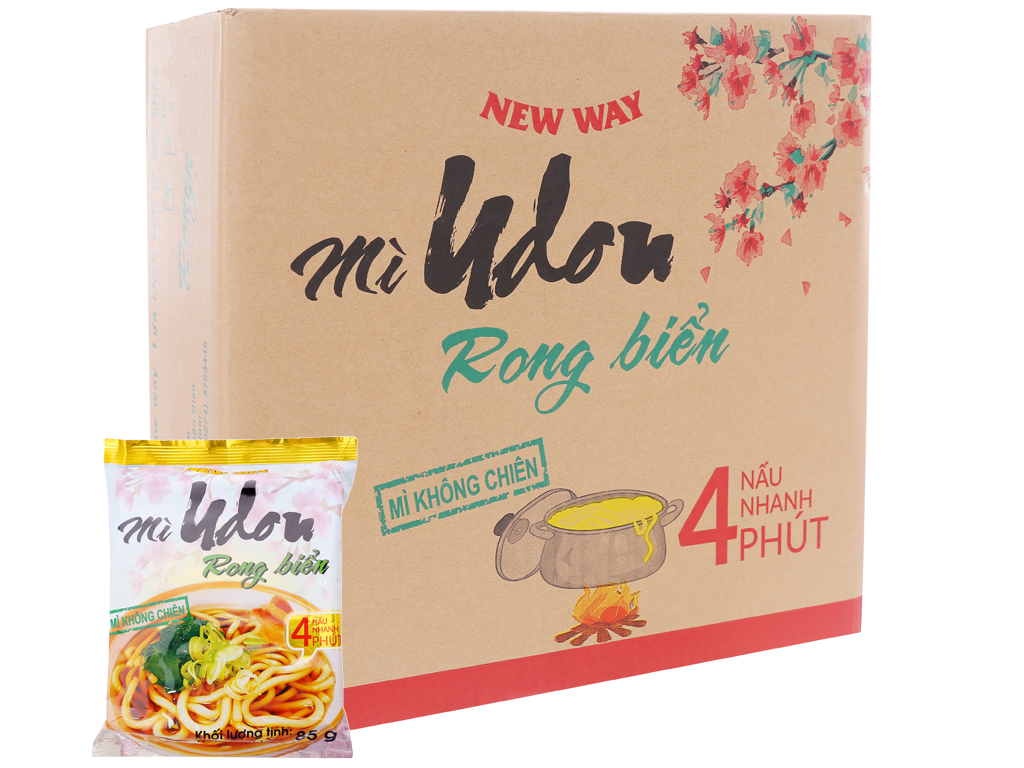 NEW WAY
Mì Udon
Rong biển
MÌ KHÔNG CHIÊN
4 NẤU
NHANH
PHÚT
Mì Udon
Rong biển
MÌ KHÔNG CHIÊN
4 NẤU
NHANH
PHÚT
Khối lượng tịnh: 85 g